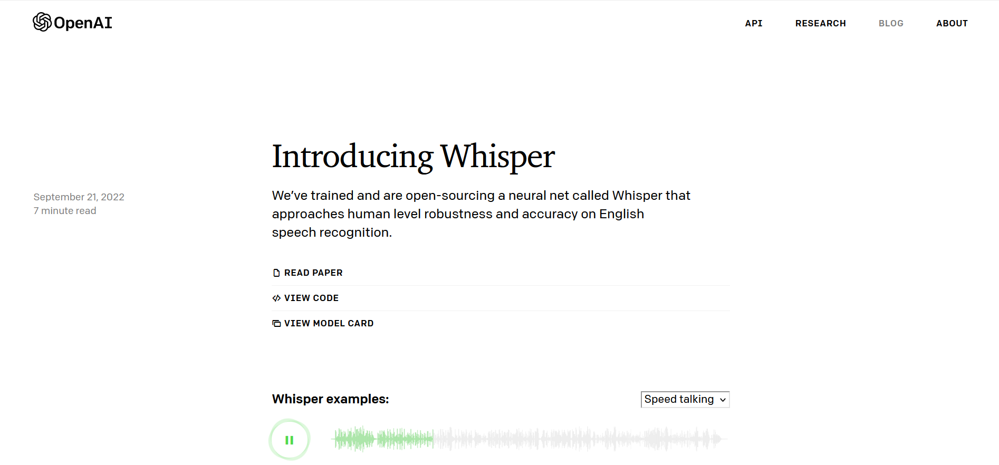 OpenAI
API
RESEARCH
BLOG
ABOUT
Introducing Whisper
September 21, 2022
7 minute read
We’ve trained and are open-sourcing a neural net called Whisper that
approaches human level robustness and accuracy on English
speech recognition.
READ PAPER
VIEW CODE
VIEW MODEL CARD
Whisper examples:
Speed talking